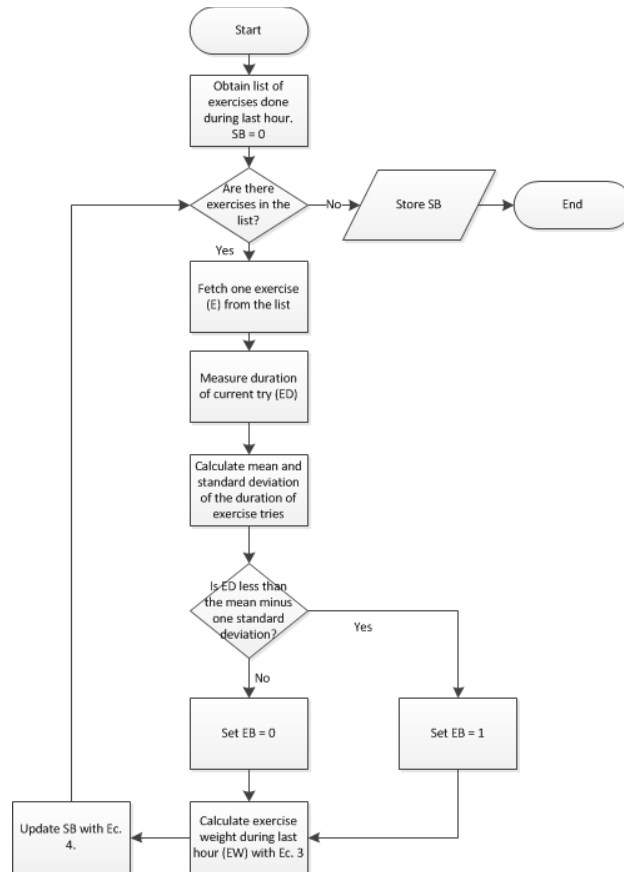 Start
Obtain list of
exercises done
during last hour.
SB = 0
Are there
exercises in the
list?
No
Store SB
End
Yes
Fetch one exercise
(E) from the list
Measure duration
of current try (ED)
Calculate mean and
standard deviation
of the duration of
exercise tries
Is ED less than
the mean minus
one standard
deviation?
Yes
No
Set EB = 0
Set EB = 1
Calculate exercise
weight during last
hour (EW) with Ec. 3
Update SB with Ec.
4.